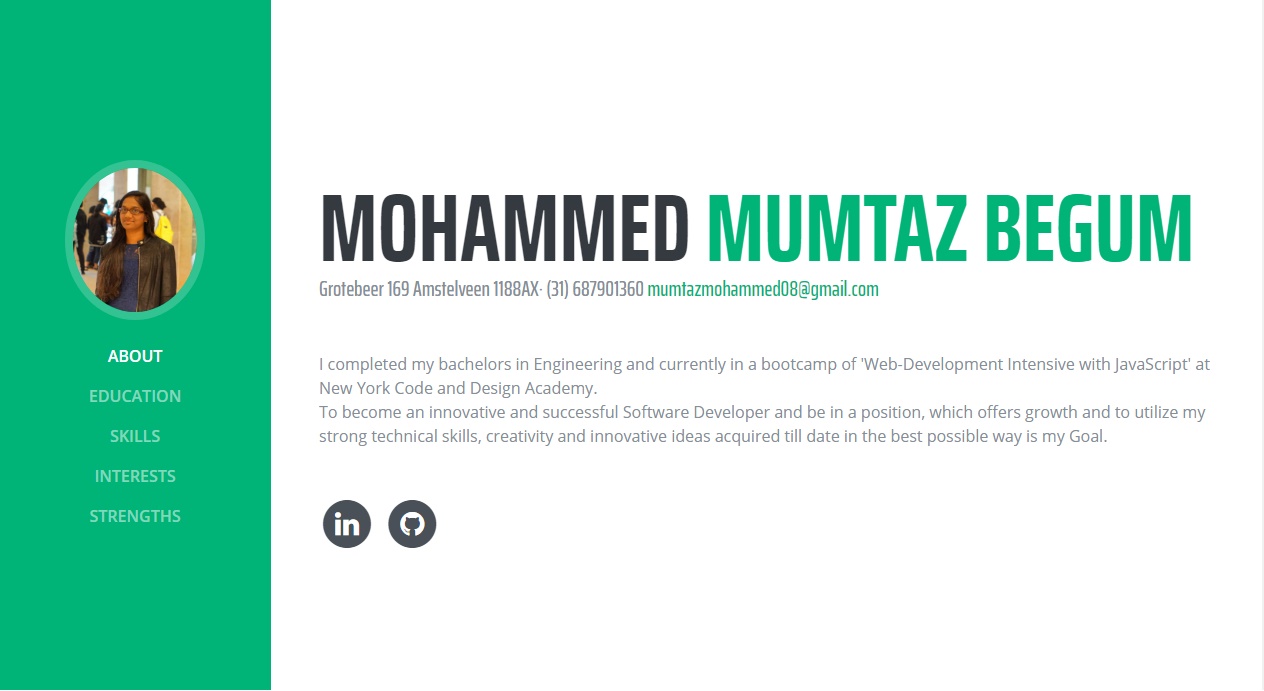 ABOUT
EDUCATION
SKILLS
INTERESTS
STRENGTHS
MOHAMMED MUMTAZ BEGUM
Grotebeer 169 Amstelveen 1188AX· (31) 687901360 mumtazmohammed08@gmail.com
I completed my bachelors in Engineering and currently in a bootcamp of 'Web-Development Intensive with JavaScript' at
New York Code and Design Academy.
To become an innovative and successful Software Developer and be in a position, which offers growth and to utilize my
strong technical skills, creativity and innovative ideas acquired till date in the best possible way is my Goal.
in